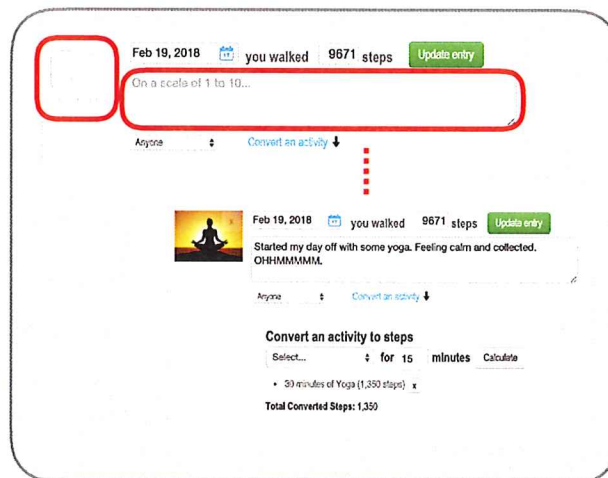 Feb 19, 2018 you walked 9671 steps Update entry
On a scale of 1 to 10...
Anyone Convert an activity
Feb 19, 2018 you walked 9671 steps Update entry
Started my day off with some yoga. Feeling calm and collected.
OHHMMMMM.
Anyone Convert an activity
Convert an activity to steps
Select... for 15 minutes Calculate
• 30 minutes of Yoga (1,350 steps) x
Total Converted Steps: 1,350